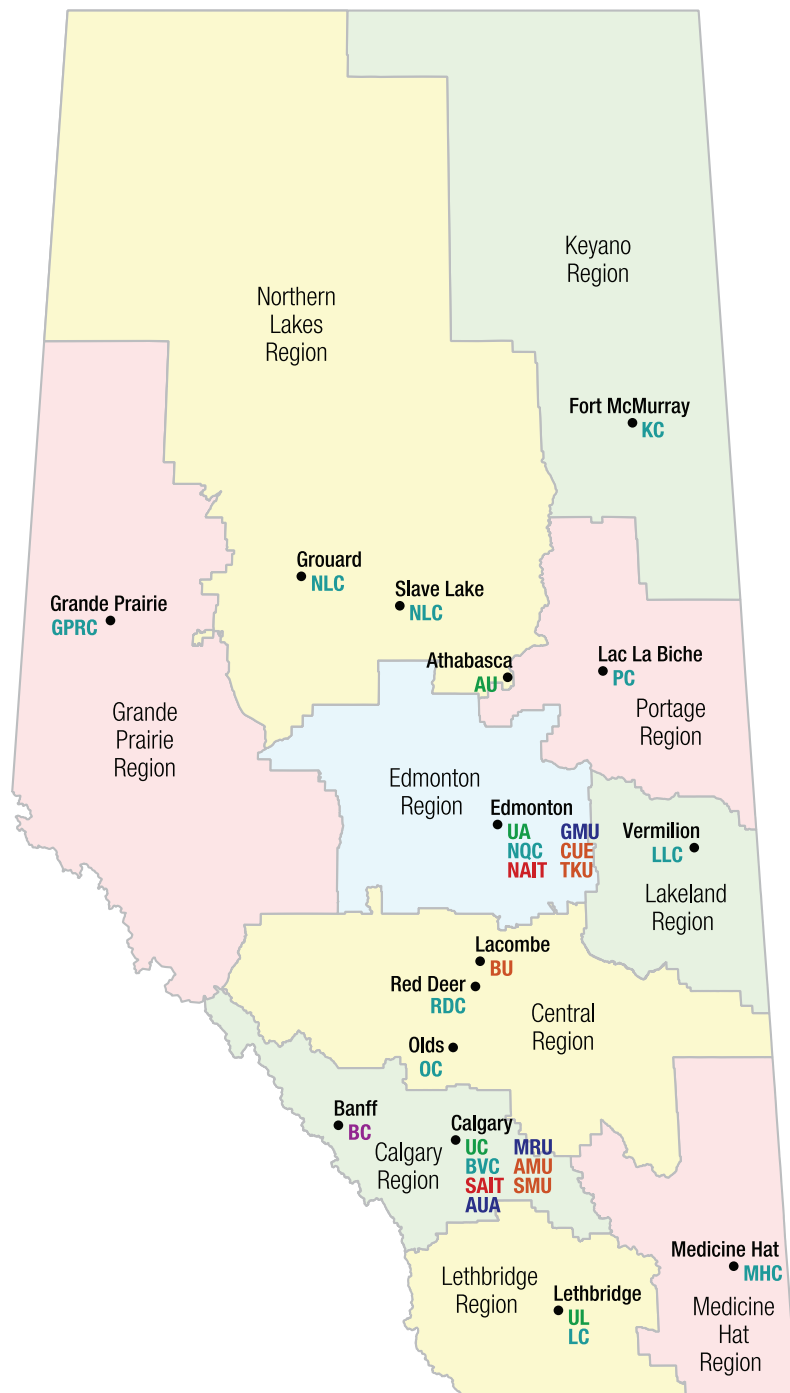 Keyano
Region
Northern
Lakes
Region
Fort McMurray
KC
Grouard
NLC
Slave Lake
NLC
Grande Prairie
GPRC
Athabasca
AU
Lac La Biche
PC
Portage
Region
Grande
Prairie
Region
Edmonton
Region
Edmonton
UA GMU
NQC CUE
NAIT TKU
Vermilion
LLC
Lakeland
Region
Lacombe
BU
Red Deer
RDC
Central
Region
Olds
OC
Banff
BC
Calgary
Region
Calgary
UC MRU
BVC AMU
SAIT SMU
AUA
Medicine Hat
MHC
Lethbridge
Region
Lethbridge
UL
LC
Medicine
Hat
Region